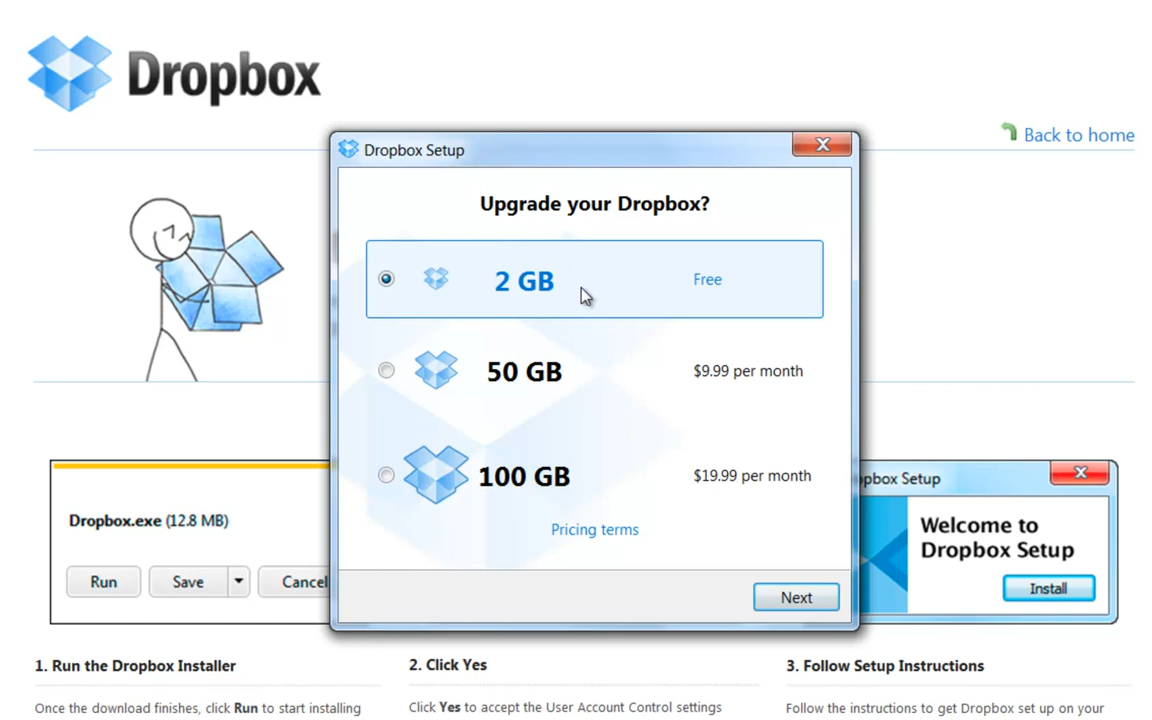 Dropbox
Back to home
Dropbox Setup
Upgrade your Dropbox?
2 GB Free
50 GB $9.99 per month
100 GB $19.99 per month
Pricing terms
Next
Dropbox.exe (12.8 MB)
Run Save Cancel
pbox Setup
Welcome to
Dropbox Setup
Install
1. Run the Dropbox Installer
Once the download finishes, click Run to start installing
2. Click Yes
Click Yes to accept the User Account Control settings
3. Follow Setup Instructions
Follow the instructions to get Dropbox set up on your